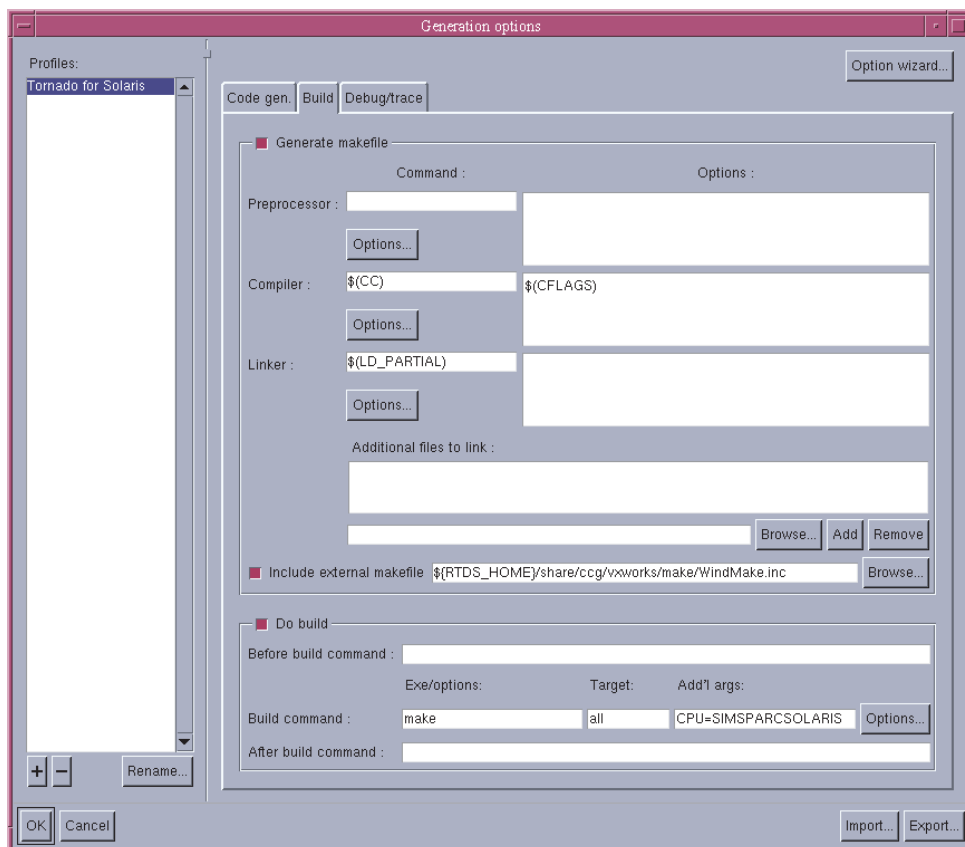 Generation options
Profiles:
Option wizard...
Tornado for Solaris
Code gen. Build Debug/trace
Generate makefile
Command : Options :
Preprocessor :
Options...
Compiler : $(CC) $(CFLAGS)
Options...
Linker : $(LD_PARTIAL)
Options...
Additional files to link :
Browse... Add Remove
Include external makefile ${RTDS_HOME}/share/ccg/vxworks/make/WindMake.inc Browse...
Do build
Before build command :
Exe/options: Target: Add'l args:
Build command : make all CPU=SIMSPARCSOLARIS Options...
After build command :
+ − Rename...
OK Cancel Import... Export...